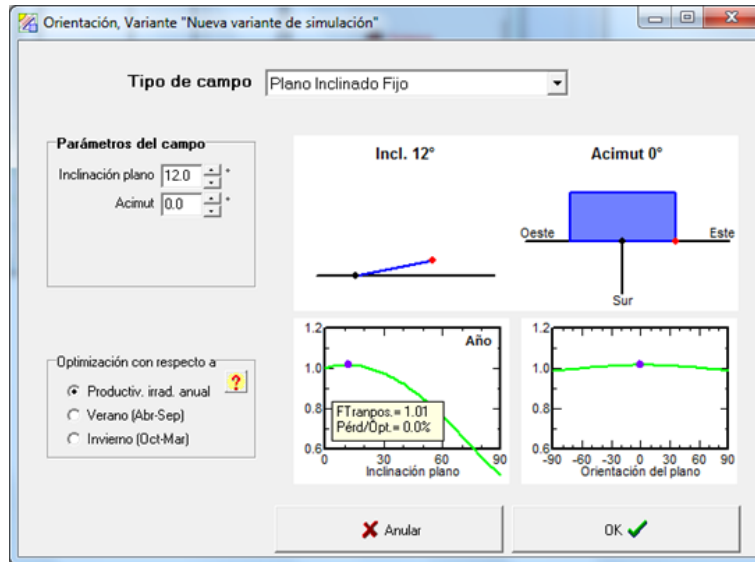 Orientación, Variante "Nueva variante de simulación"
Tipo de campo Plano Inclinado Fijo
Parámetros del campo
Inclinación plano 12.0 °
Acimut 0.0 °
Incl. 12°
Acimut 0°
Oeste Este
Sur
Optimización con respecto a
?
Productiv. irrad. anual
Verano (Abr-Sep)
Invierno (Oct-Mar)
Año
1.2
1.0
0.8
0.6
FTranpos.= 1.01
Pérd/Opt.= 0.0%
0 30 60 90
Inclinación plano
1.2
1.0
0.8
0.6
-90 -60 -30 0 30 60 90
Orientación del plano
Anular
OK